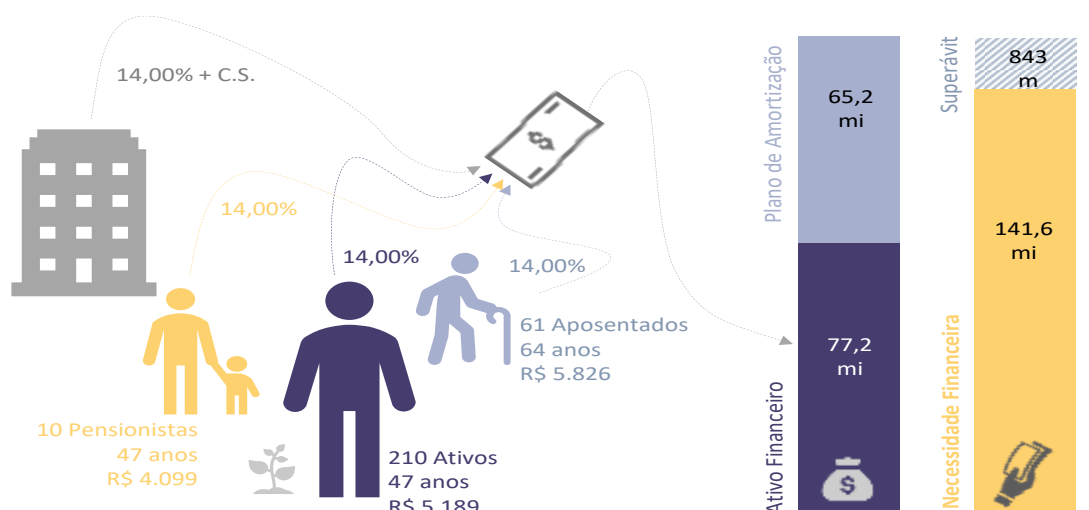 14,00% + C.S.
14,00%
14,00%
14,00%
10 Pensionistas
47 anos
R$ 4.099
210 Ativos
47 anos
R$ 5.189
61 Aposentados
64 anos
R$ 5.826
Plano de Amortização
65,2
mi
Ativo Financeiro
77,2
mi
$
Superávit
843
m
Necessidade Financeira
141,6
mi